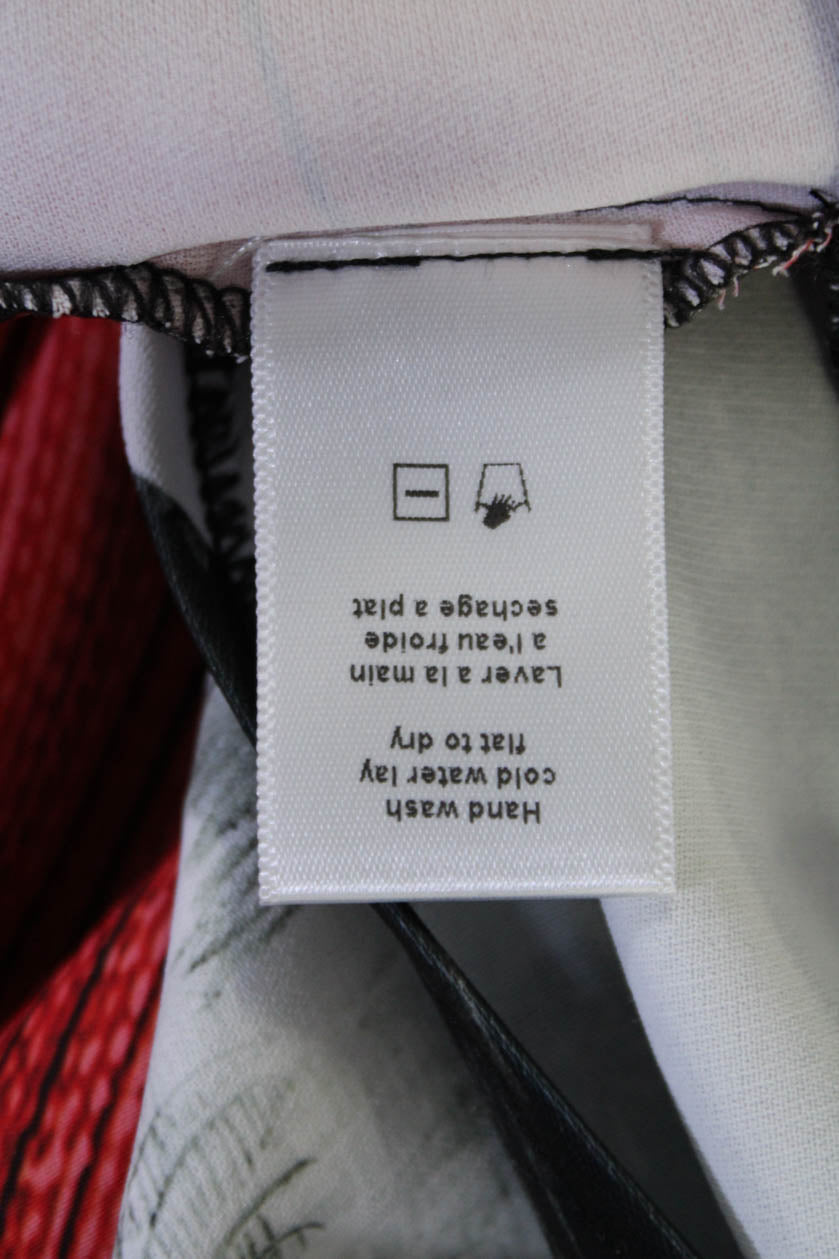 Hand wash
cold water lay
flat to dry
Laver a la main
a l'eau froide
sechage a plat